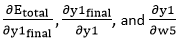 ∂E_total/∂y1_final, ∂y1_final/∂y1, and ∂y1/∂w5